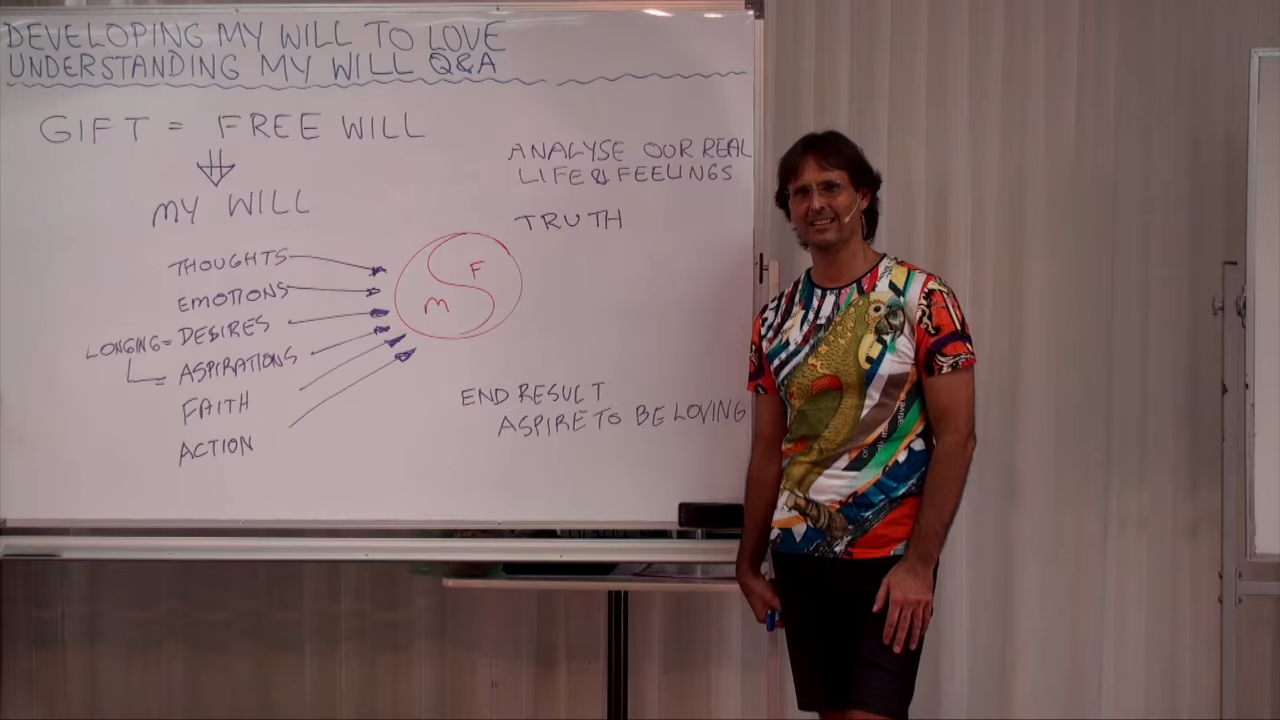 DEVELOPING MY WILL TO LOVE
UNDERSTANDING MY WILL Q&A
GIFT = FREE WILL
MY WILL
THOUGHTS
EMOTIONS
LONGING = DESIRES
= ASPIRATIONS
FAITH
ACTION
F
M
ANALYSE OUR REAL
LIFE & FEELINGS
TRUTH
END RESULT
ASPIRE TO BE LOVING